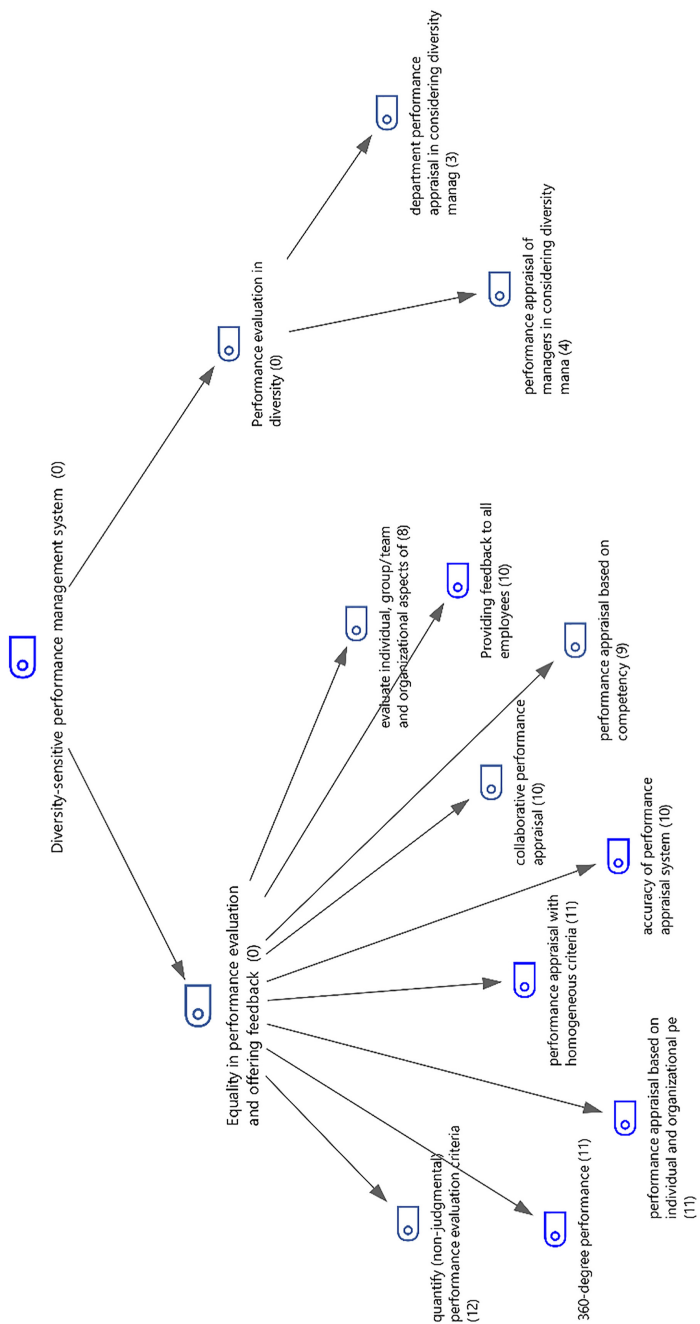 Diversity-sensitive performance management system (0)
Equality in performance evaluation
and offering feedback (0)
Performance evaluation in
diversity (0)
quantify (non-judgmental)
performance evaluation criteria
(12)
360-degree performance (11)
performance appraisal based on
individual and organizational pe
(11)
performance appraisal with
homogeneous criteria (11)
accuracy of performance
appraisal system (10)
collaborative performance
appraisal (10)
performance appraisal based on
competency (9)
Providing feedback to all
employees (10)
evaluate individual, group/team
and organizational aspects of (8)
performance appraisal of
managers in considering diversity
mana (4)
department performance
appraisal in considering diversity
manag (3)